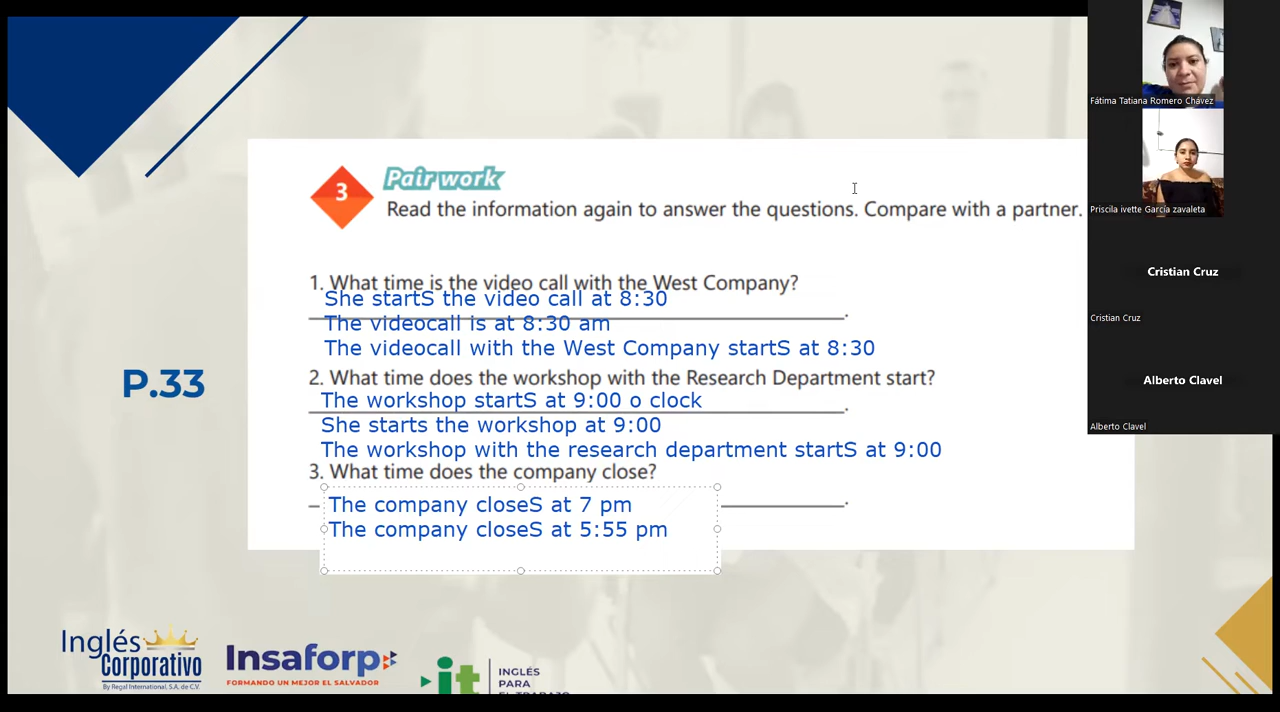 3
Pair work
Read the information again to answer the questions. Compare with a partner.
1. What time is the video call with the West Company?
She startS the video call at 8:30
The videocall is at 8:30 am
The videocall with the West Company startS at 8:30
2. What time does the workshop with the Research Department start?
The workshop startS at 9:00 o clock
She starts the workshop at 9:00
The workshop with the research department startS at 9:00
3. What time does the company close?
The company closeS at 7 pm
The company closeS at 5:55 pm
P.33
Inglés
Corporativo
By Regal International, S.A. de C.V.
Insaforp
FORMANDO UN MEJOR EL SALVADOR
it
INGLÉS
PARA
EL TRABAJO
Fátima Tatiana Romero Chávez
Priscila ivette García zavaleta
Cristian Cruz
Cristian Cruz
Alberto Clavel
Alberto Clavel